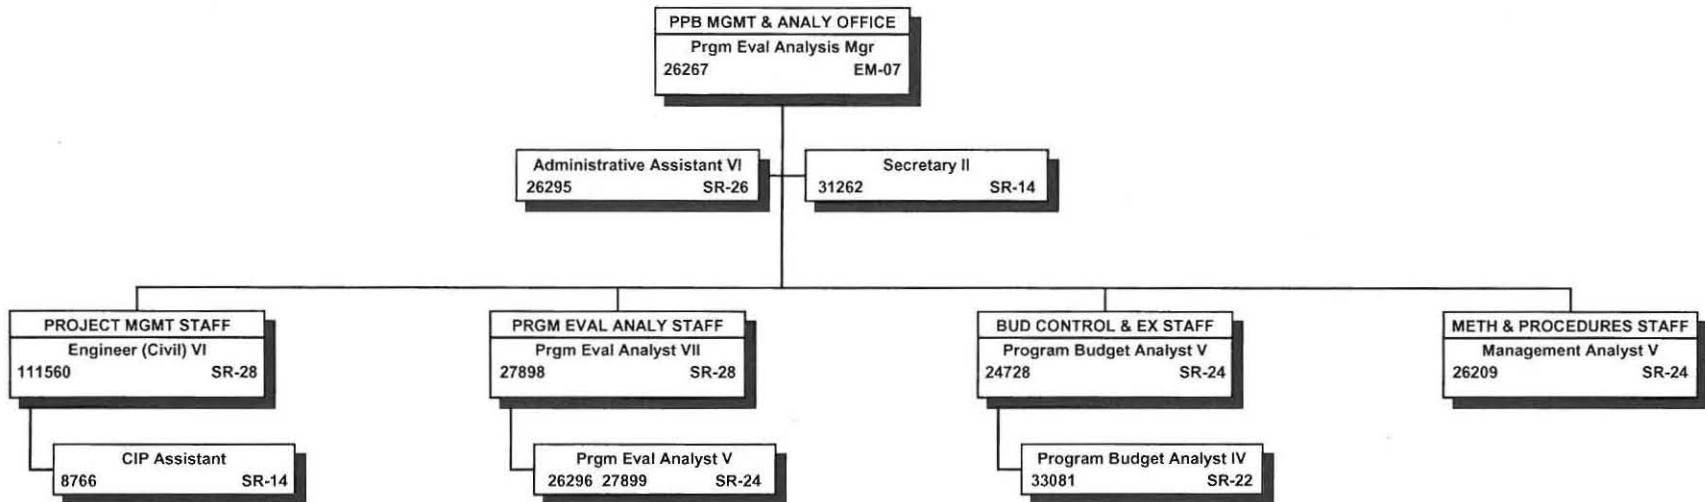 PPB MGMT & ANALY OFFICE
Prgm Eval Analysis Mgr
26267 EM-07
Administrative Assistant VI
26295 SR-26
Secretary II
31262 SR-14
PROJECT MGMT STAFF
Engineer (Civil) VI
111560 SR-28
CIP Assistant
8766 SR-14
PRGM EVAL ANALY STAFF
Prgm Eval Analyst VII
27898 SR-28
Prgm Eval Analyst V
26296 27899 SR-24
BUD CONTROL & EX STAFF
Program Budget Analyst V
24728 SR-24
Program Budget Analyst IV
33081 SR-22
METH & PROCEDURES STAFF
Management Analyst V
26209 SR-24